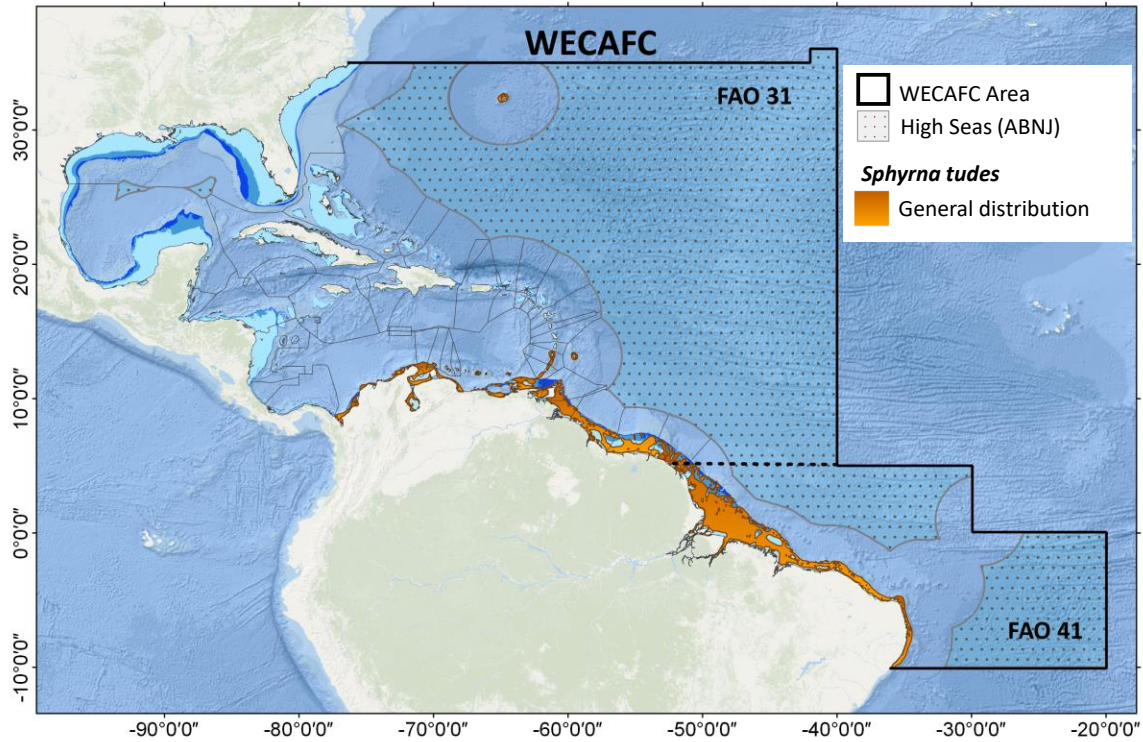 WECAFC
FAO 31
WECAFC Area
High Seas (ABNJ)
Sphyrna tudes
General distribution
FAO 41
30°0'0"
20°0'0"
10°0'0"
0°0'0"
-10°0'0"
-90°0'0"
-80°0'0"
-70°0'0"
-60°0'0"
-50°0'0"
-40°0'0"
-30°0'0"
-20°0'0"